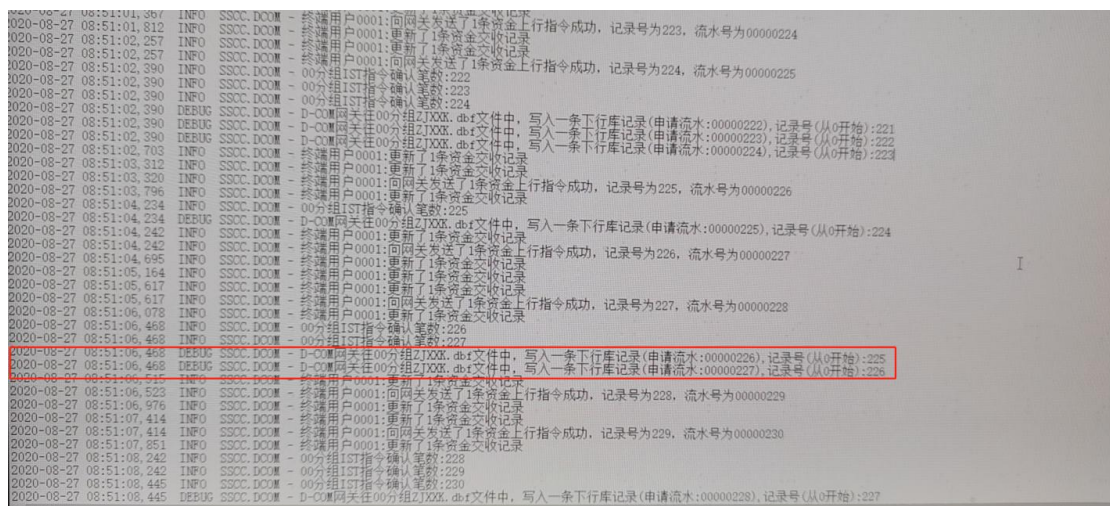 2020-08-27 08:51:01,367 INFO SSCC.DCOM - 终端用户0001:更新了1条资金交收记录
2020-08-27 08:51:01,812 INFO SSCC.DCOM - 终端用户0001:向网关发送了1条资金上行指令成功, 记录号为223, 流水号为00000224
2020-08-27 08:51:02,257 INFO SSCC.DCOM - 终端用户0001:更新了1条资金交收记录
2020-08-27 08:51:02,257 INFO SSCC.DCOM - 终端用户0001:更新了1条资金交收记录
2020-08-27 08:51:02,390 INFO SSCC.DCOM - 终端用户0001:向网关发送了1条资金上行指令成功, 记录号为224, 流水号为00000225
2020-08-27 08:51:02,390 INFO SSCC.DCOM - 00分组IST指令确认笔数:222
2020-08-27 08:51:02,390 INFO SSCC.DCOM - 00分组IST指令确认笔数:223
2020-08-27 08:51:02,390 INFO SSCC.DCOM - 00分组IST指令确认笔数:224
2020-08-27 08:51:02,390 DEBUG SSCC.DCOM - D-COM网关往00分组ZJXXK.dbf文件中, 写入一条下行库记录(申请流水:00000222),记录号(从0开始):221
2020-08-27 08:51:02,390 DEBUG SSCC.DCOM - D-COM网关往00分组ZJXXK.dbf文件中, 写入一条下行库记录(申请流水:00000223),记录号(从0开始):222
2020-08-27 08:51:02,390 DEBUG SSCC.DCOM - D-COM网关往00分组ZJXXK.dbf文件中, 写入一条下行库记录(申请流水:00000224),记录号(从0开始):223
2020-08-27 08:51:02,703 INFO SSCC.DCOM - 终端用户0001:更新了1条资金交收记录
2020-08-27 08:51:03,312 INFO SSCC.DCOM - 终端用户0001:更新了1条资金交收记录
2020-08-27 08:51:03,320 INFO SSCC.DCOM - 终端用户0001:向网关发送了1条资金上行指令成功, 记录号为225, 流水号为00000226
2020-08-27 08:51:03,796 INFO SSCC.DCOM - 终端用户0001:更新了1条资金交收记录
2020-08-27 08:51:04,234 INFO SSCC.DCOM - 00分组IST指令确认笔数:225
2020-08-27 08:51:04,234 DEBUG SSCC.DCOM - D-COM网关往00分组ZJXXK.dbf文件中, 写入一条下行库记录(申请流水:00000225),记录号(从0开始):224
2020-08-27 08:51:04,242 INFO SSCC.DCOM - 终端用户0001:更新了1条资金交收记录
2020-08-27 08:51:04,242 INFO SSCC.DCOM - 终端用户0001:向网关发送了1条资金上行指令成功, 记录号为226, 流水号为00000227
2020-08-27 08:51:04,695 INFO SSCC.DCOM - 终端用户0001:更新了1条资金交收记录
2020-08-27 08:51:05,164 INFO SSCC.DCOM - 终端用户0001:更新了1条资金交收记录
2020-08-27 08:51:05,617 INFO SSCC.DCOM - 终端用户0001:向网关发送了1条资金上行指令成功, 记录号为227, 流水号为00000228
2020-08-27 08:51:06,078 INFO SSCC.DCOM - 终端用户0001:更新了1条资金交收记录
2020-08-27 08:51:06,468 INFO SSCC.DCOM - 00分组IST指令确认笔数:226
2020-08-27 08:51:06,468 INFO SSCC.DCOM - 00分组IST指令确认笔数:227
2020-08-27 08:51:06,468 DEBUG SSCC.DCOM - D-COM网关往00分组ZJXXK.dbf文件中, 写入一条下行库记录(申请流水:00000226),记录号(从0开始):225
2020-08-27 08:51:06,468 DEBUG SSCC.DCOM - D-COM网关往00分组ZJXXK.dbf文件中, 写入一条下行库记录(申请流水:00000227),记录号(从0开始):226
2020-08-27 08:51:06,515 INFO SSCC.DCOM - 终端用户0001:更新了1条资金交收记录
2020-08-27 08:51:06,523 INFO SSCC.DCOM - 终端用户0001:向网关发送了1条资金上行指令成功, 记录号为228, 流水号为00000229
2020-08-27 08:51:06,976 INFO SSCC.DCOM - 终端用户0001:更新了1条资金交收记录
2020-08-27 08:51:07,414 INFO SSCC.DCOM - 终端用户0001:更新了1条资金交收记录
2020-08-27 08:51:07,414 INFO SSCC.DCOM - 终端用户0001:向网关发送了1条资金上行指令成功, 记录号为229, 流水号为00000230
2020-08-27 08:51:07,851 INFO SSCC.DCOM - 终端用户0001:更新了1条资金交收记录
2020-08-27 08:51:08,242 INFO SSCC.DCOM - 00分组IST指令确认笔数:228
2020-08-27 08:51:08,242 INFO SSCC.DCOM - 00分组IST指令确认笔数:229
2020-08-27 08:51:08,445 INFO SSCC.DCOM - 00分组IST指令确认笔数:230
2020-08-27 08:51:08,445 DEBUG SSCC.DCOM - D-COM网关往00分组ZJXXK.dbf文件中, 写入一条下行库记录(申请流水:00000228),记录号(从0开始):227